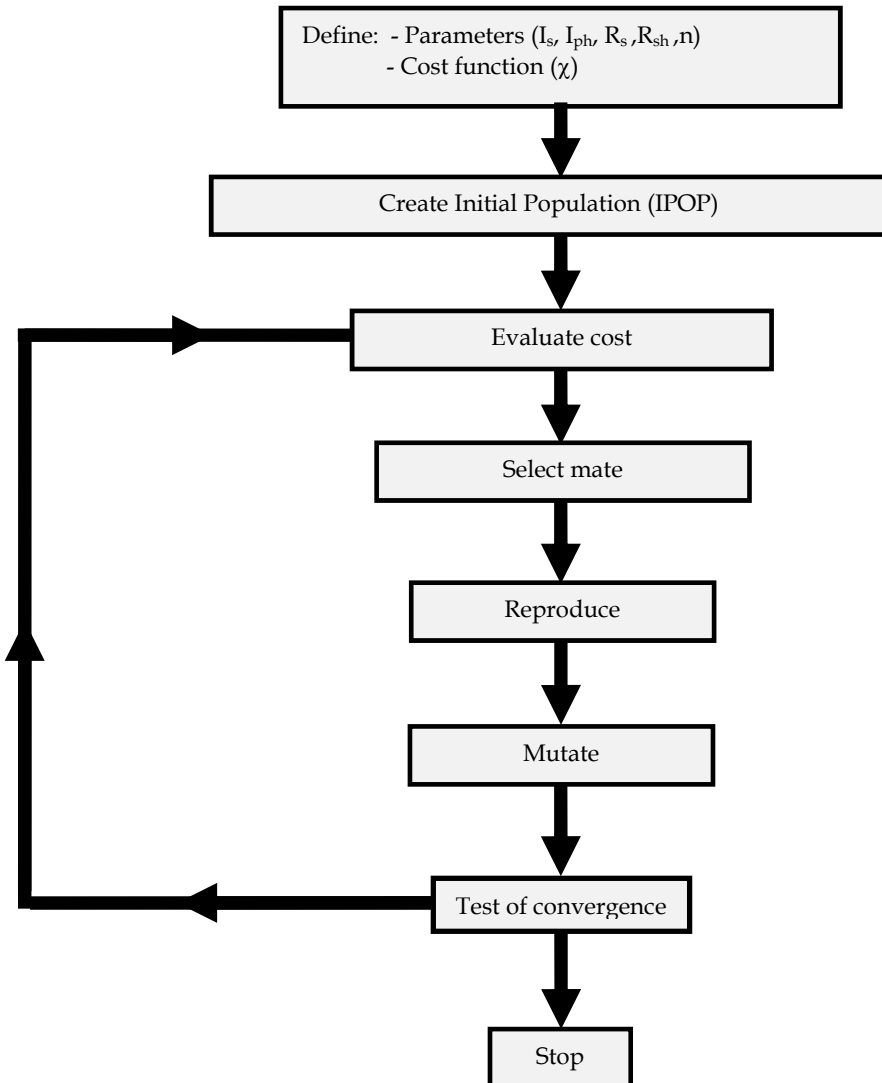 Define: - Parameters (Is, Iph, Rs ,Rsh ,n)
- Cost function (χ)
Create Initial Population (IPOP)
Evaluate cost
Select mate
Reproduce
Mutate
Test of convergence
Stop